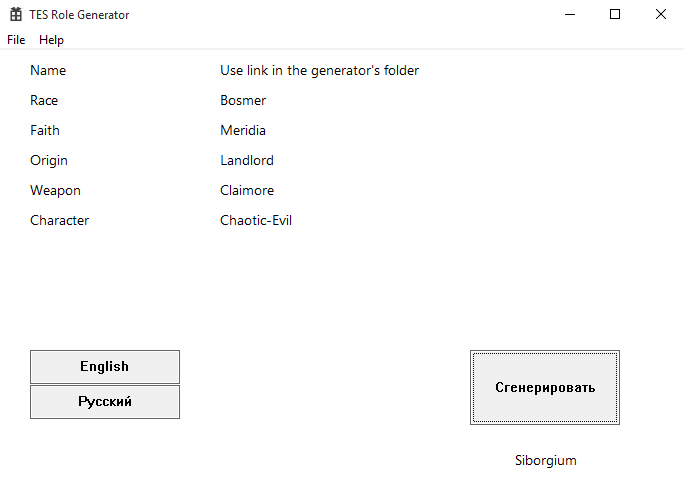 TES Role Generator
File Help
Name Use link in the generator's folder
Race Bosmer
Faith Meridia
Origin Landlord
Weapon Claimore
Character Chaotic-Evil
English
Русский
Сгенерировать
Siborgium